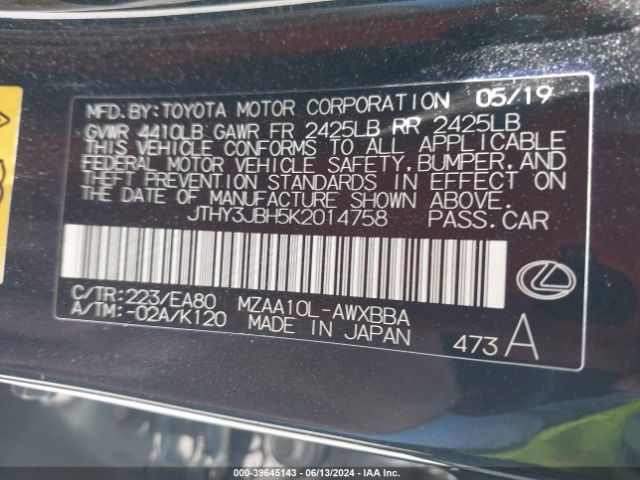 MFD.BY:TOYOTA MOTOR CORPORATION 05/19
GVWR 4410LB GAWR FR 2425LB RR 2425LB
THIS VEHICLE CONFORMS TO ALL APPLICABLE
FEDERAL MOTOR VEHICLE SAFETY,BUMPER,AND
THEFT PREVENTION STANDARDS IN EFFECT ON
THE DATE OF MANUFACTURE SHOWN ABOVE.
JTHY3JBH5K2014758 PASS.CAR
C/TR:223/EA80 MZAA10L-AWXBBA
A/TM:-02A/K120 MADE IN JAPAN
473 A
000-39645143 - 06/13/2024 - IAA Inc.